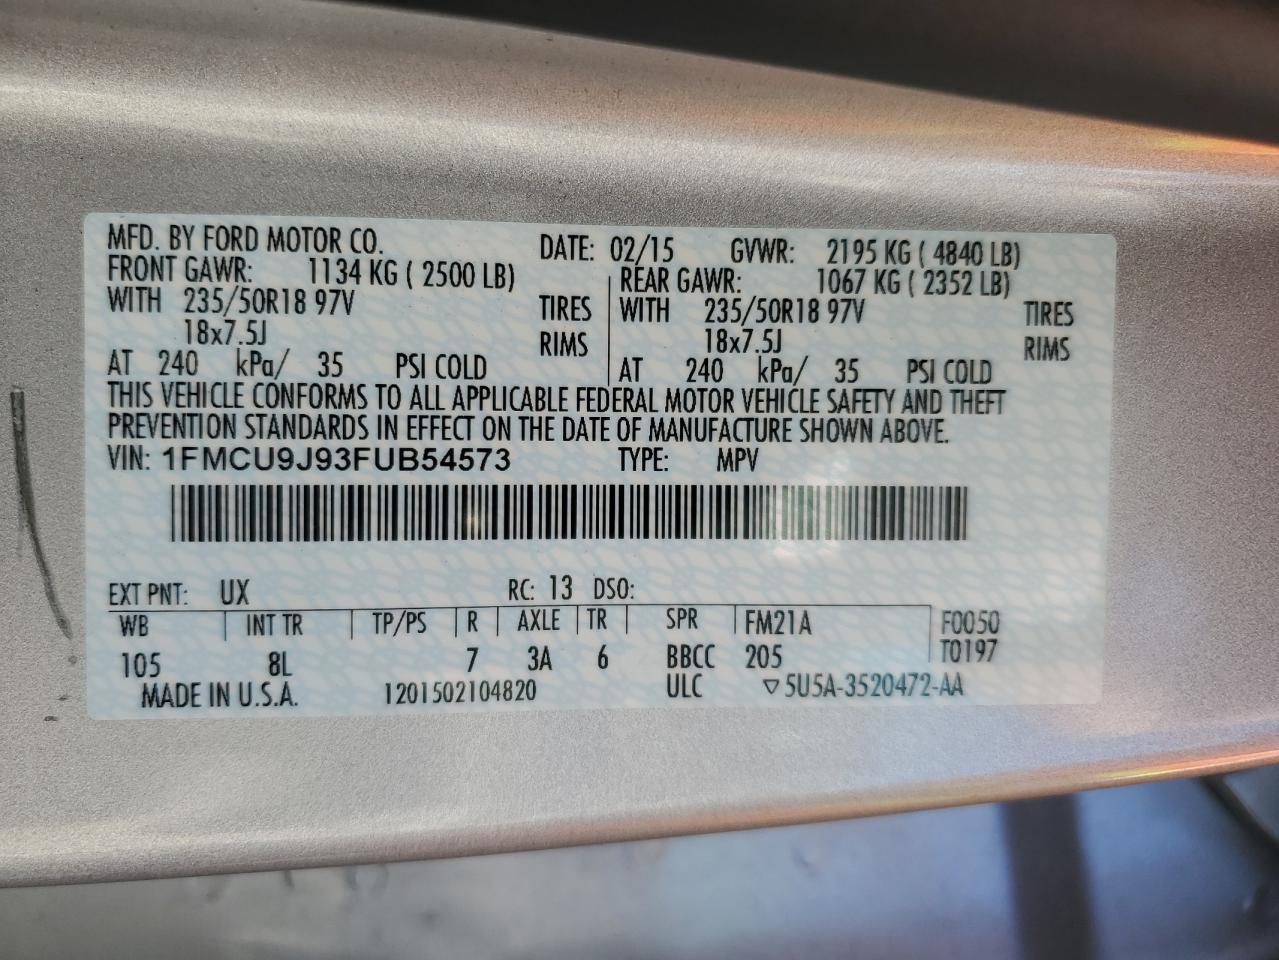 MFD. BY FORD MOTOR CO. DATE: 02/15 GVWR: 2195 KG ( 4840 LB)
FRONT GAWR: 1134 KG ( 2500 LB) REAR GAWR: 1067 KG ( 2352 LB)
WITH 235/50R18 97V TIRES WITH 235/50R18 97V TIRES
18x7.5J RIMS 18x7.5J RIMS
AT 240 kPa/ 35 PSI COLD AT 240 kPa/ 35 PSI COLD
THIS VEHICLE CONFORMS TO ALL APPLICABLE FEDERAL MOTOR VEHICLE SAFETY AND THEFT
PREVENTION STANDARDS IN EFFECT ON THE DATE OF MANUFACTURE SHOWN ABOVE.
VIN: 1FMCU9J93FUB54573 TYPE: MPV
EXT PNT: UX RC: 13 DSO:
WB INT TR TP/PS R AXLE TR SPR FM21A F0050
105 8L 7 3A 6 BBCC 205 T0197
MADE IN U.S.A. 1201502104820 ULC ▽5U5A-3520472-AA